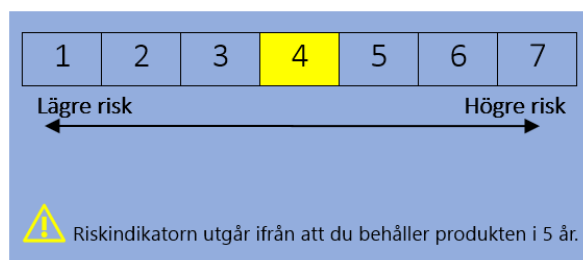 1 2 3 4 5 6 7
Lägre risk Högre risk
Riskindikatorn utgår ifrån att du behåller produkten i 5 år.